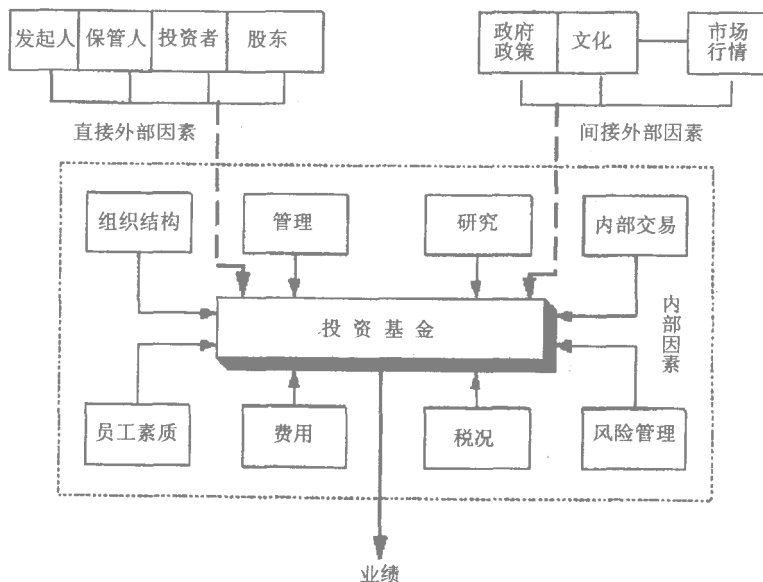 发起人 保管人 投资者 股东
政府
政策
文化
市场
行情
直接外部因素
间接外部因素
组织结构
管理
研究
内部交易
投资基金
内部因素
员工素质
费用
税况
风险管理
业绩